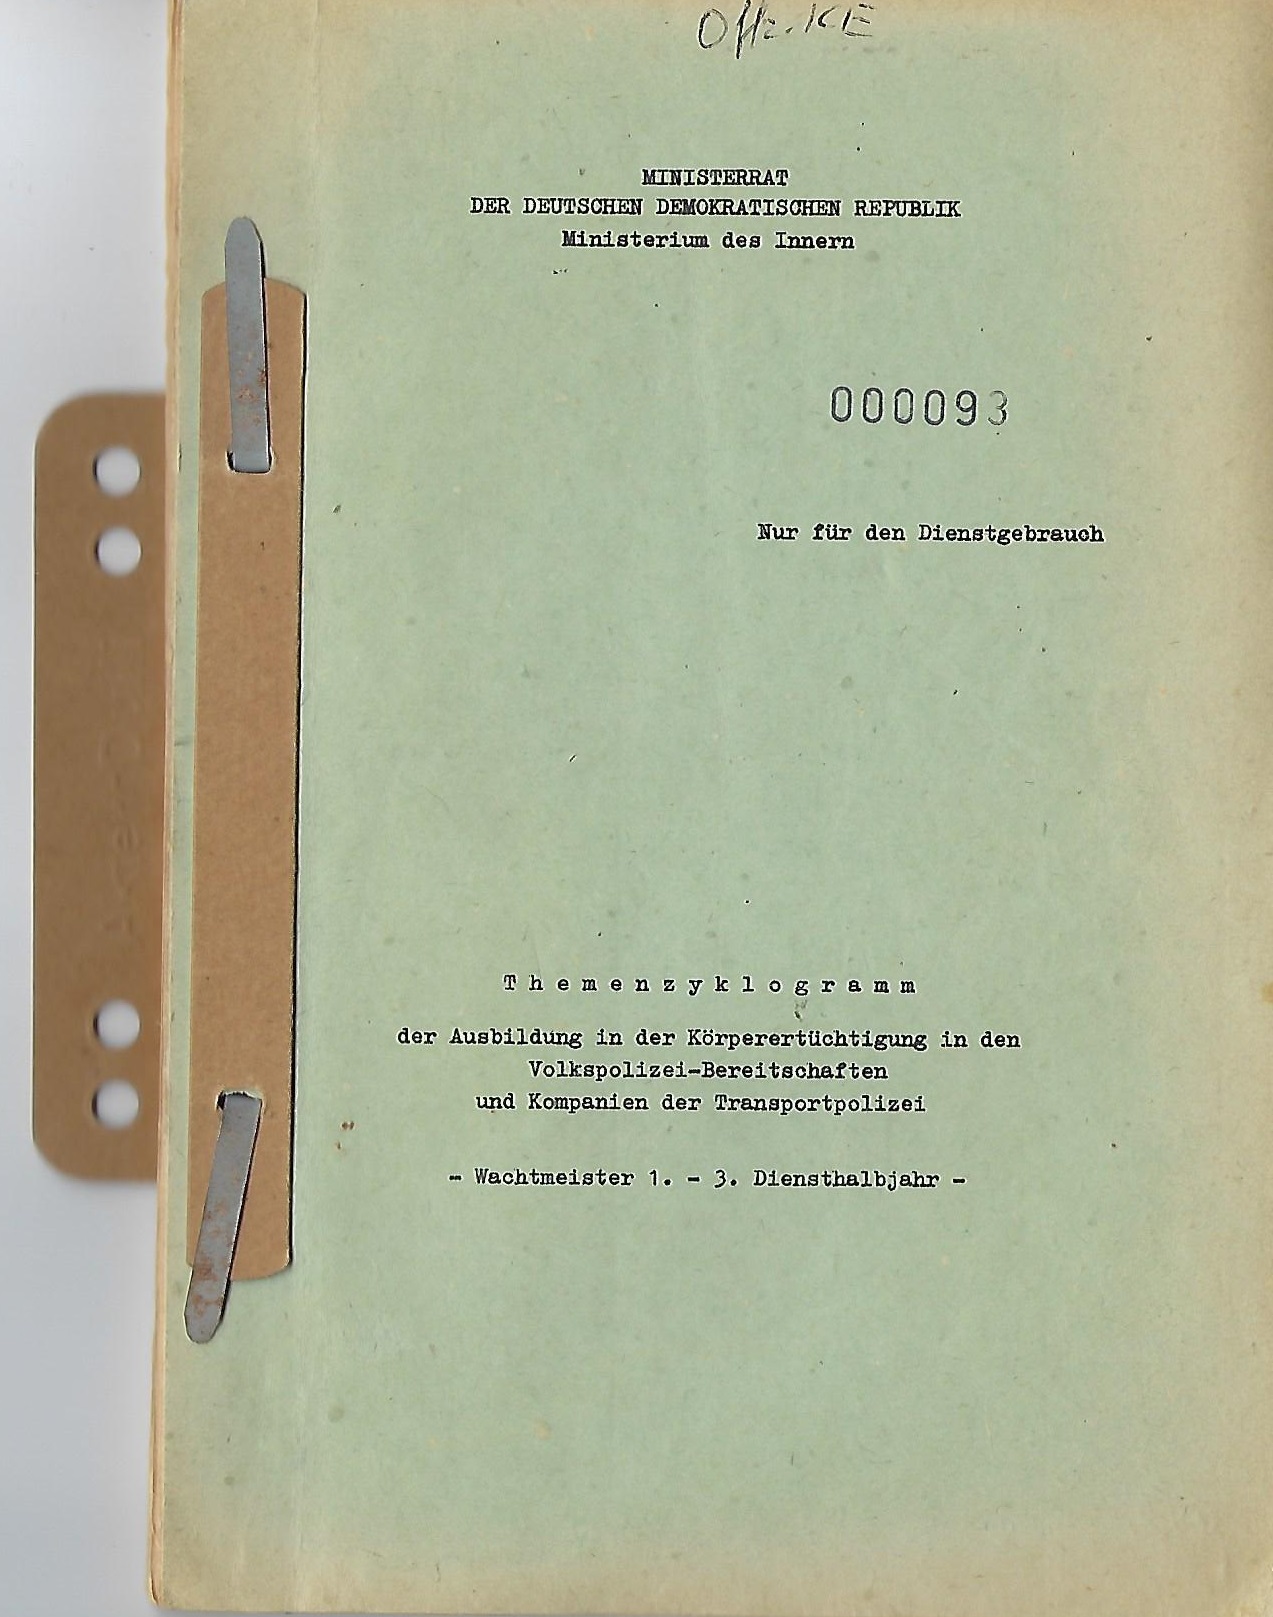 Offz. KE
MINISTERRAT
DER DEUTSCHEN DEMOKRATISCHEN REPUBLIK
Ministerium des Innern
000093
Nur für den Dienstgebrauch
Themenzyklogramm
der Ausbildung in der Körperertüchtigung in den
Volkspolizei-Bereitschaften
und Kompanien der Transportpolizei
- Wachtmeister 1. - 3. Diensthalbjahr -